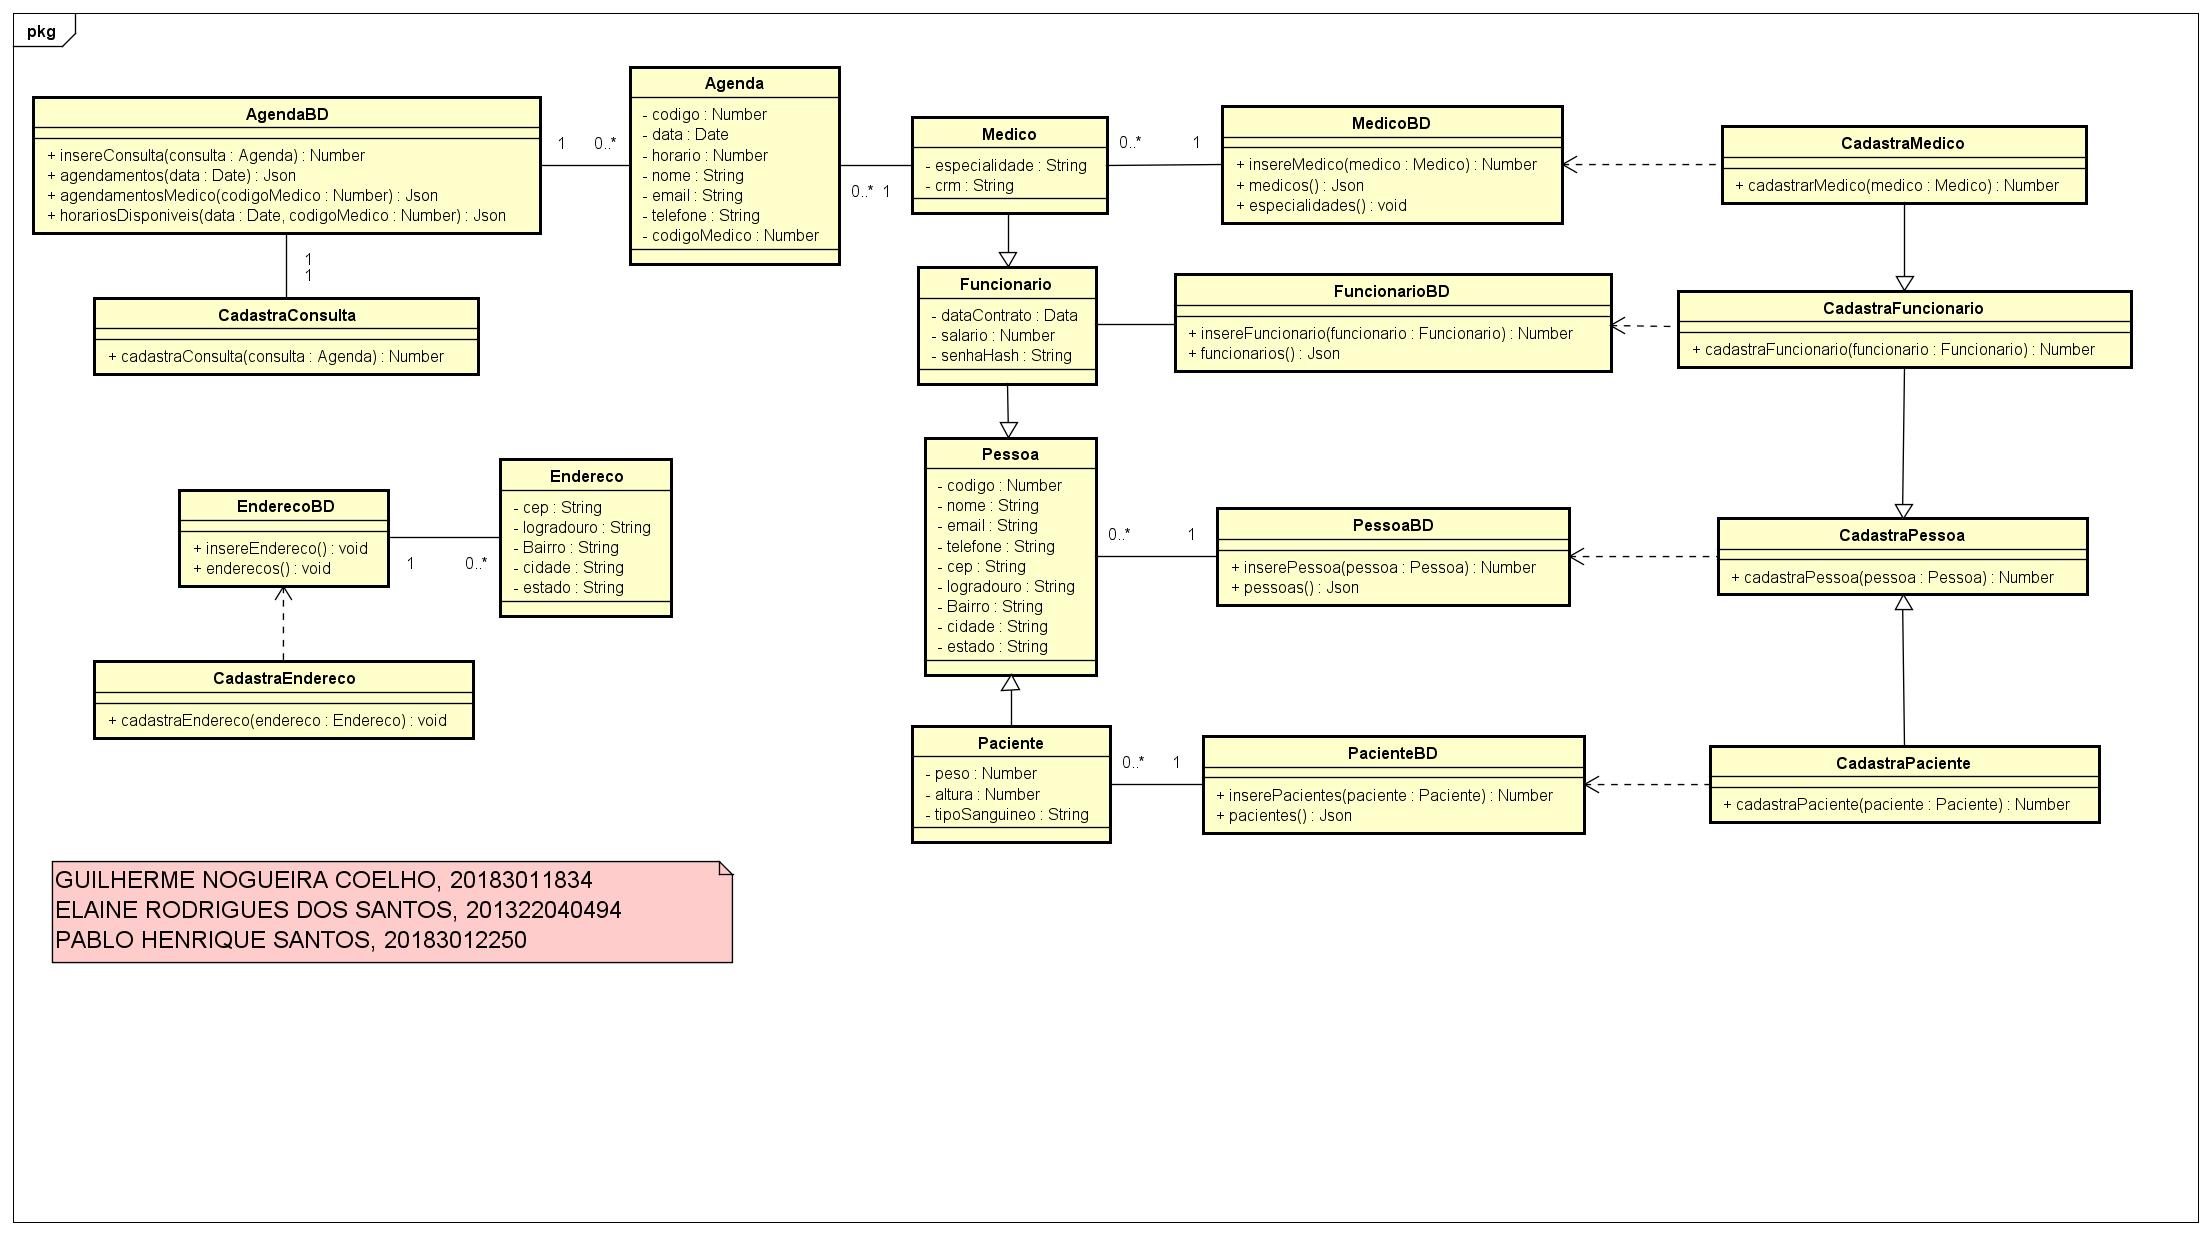 pkg
AgendaBD
+ insereConsulta(consulta : Agenda) : Number
+ agendamentos(data : Date) : Json
+ agendamentosMedico(codigoMedico : Number) : Json
+ horariosDisponiveis(data : Date, codigoMedico : Number) : Json
1
0..*
Agenda
- codigo : Number
- data : Date
- horario : Number
- nome : String
- email : String
- telefone : String
- codigoMedico : Number
0..*
1
Medico
- especialidade : String
- crm : String
0..*
1
MedicoBD
+ insereMedico(medico : Medico) : Number
+ medicos() : Json
+ especialidades() : void
CadastraMedico
+ cadastrarMedico(medico : Medico) : Number
1
1
CadastraConsulta
+ cadastraConsulta(consulta : Agenda) : Number
Funcionario
- dataContrato : Data
- salario : Number
- senhaHash : String
FuncionarioBD
+ insereFuncionario(funcionario : Funcionario) : Number
+ funcionarios() : Json
CadastraFuncionario
+ cadastraFuncionario(funcionario : Funcionario) : Number
EnderecoBD
+ insereEndereco() : void
+ enderecos() : void
1
0..*
Endereco
- cep : String
- logradouro : String
- Bairro : String
- cidade : String
- estado : String
Pessoa
- codigo : Number
- nome : String
- email : String
- telefone : String
- cep : String
- logradouro : String
- Bairro : String
- cidade : String
- estado : String
0..*
1
PessoaBD
+ inserePessoa(pessoa : Pessoa) : Number
+ pessoas() : Json
CadastraPessoa
+ cadastraPessoa(pessoa : Pessoa) : Number
CadastraEndereco
+ cadastraEndereco(endereco : Endereco) : void
Paciente
- peso : Number
- altura : Number
- tipoSanguineo : String
0..*
1
PacienteBD
+ inserePacientes(paciente : Paciente) : Number
+ pacientes() : Json
CadastraPaciente
+ cadastraPaciente(paciente : Paciente) : Number
GUILHERME NOGUEIRA COELHO, 20183011834
ELAINE RODRIGUES DOS SANTOS, 201322040494
PABLO HENRIQUE SANTOS, 20183012250